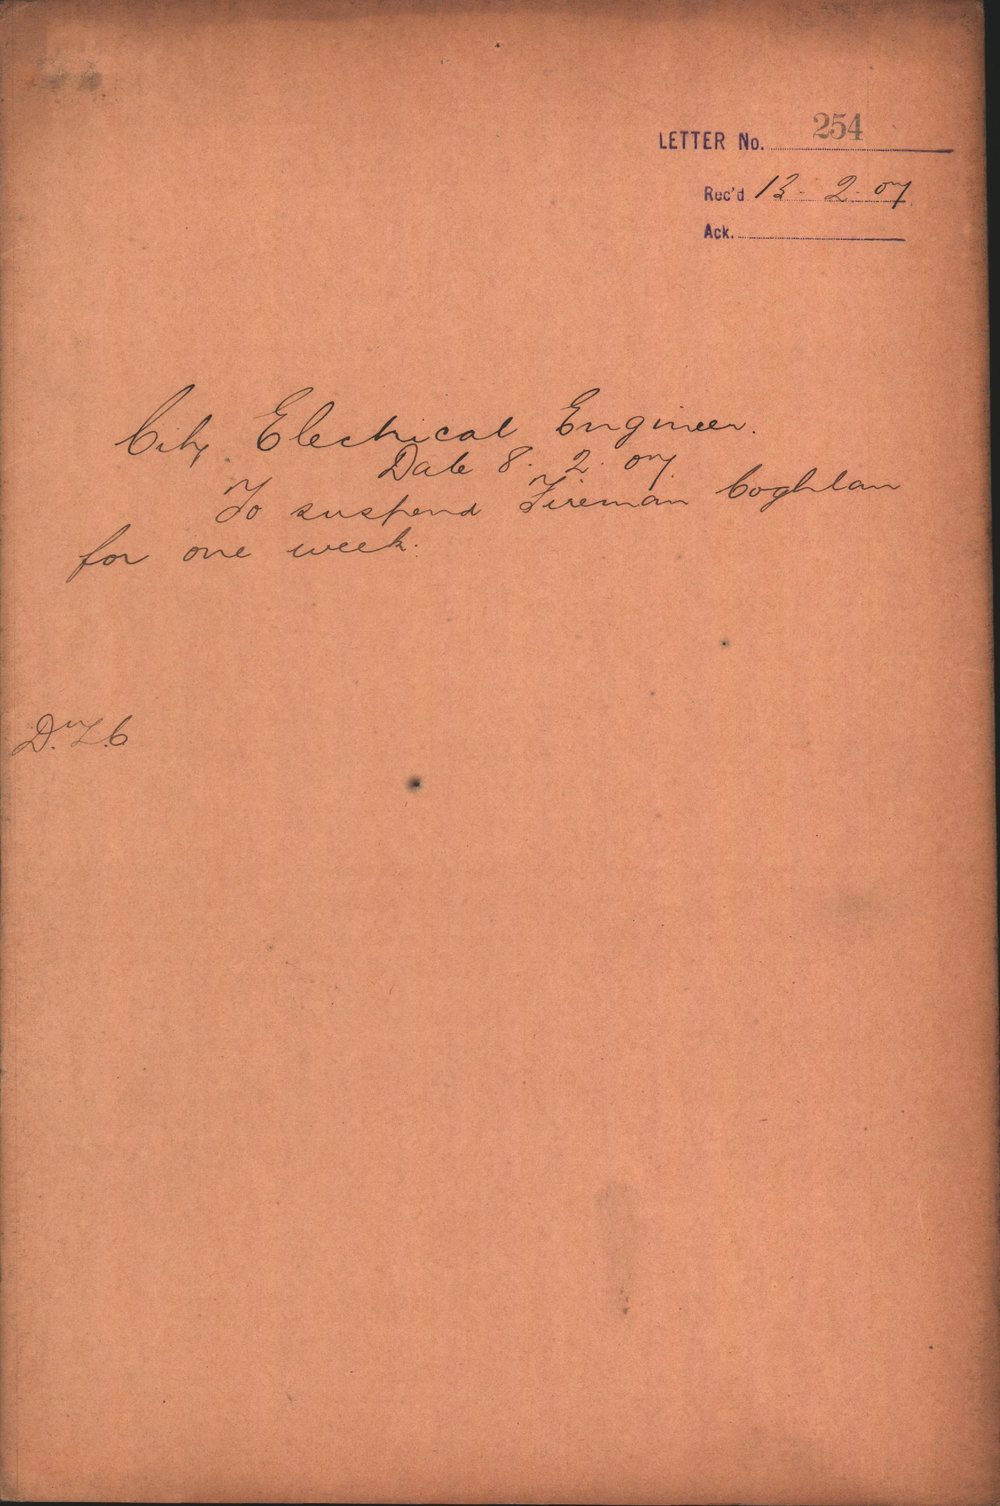 LETTER No. 254
Rec'd 13-2-07
Ack.
City Electrical Engineer.
Date 8.2.07
To suspend Fireman Coghlan
for one week.